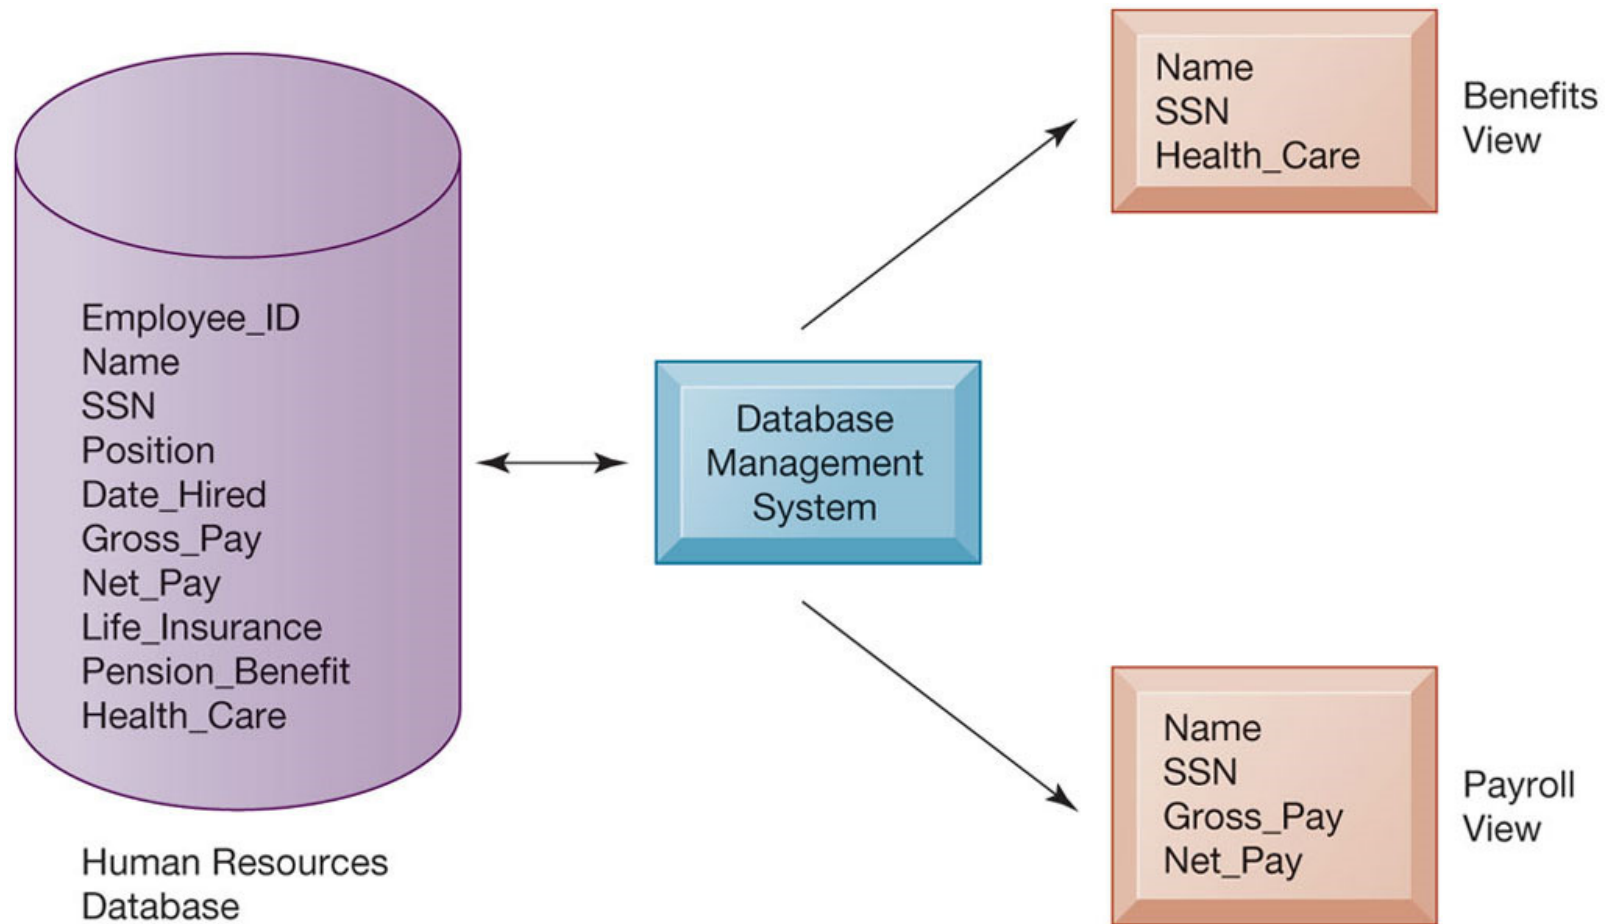 Employee_ID
Name
SSN
Position
Date_Hired
Gross_Pay
Net_Pay
Life_Insurance
Pension_Benefit
Health_Care
Human Resources
Database
Database
Management
System
Name
SSN
Health_Care
Benefits
View
Name
SSN
Gross_Pay
Net_Pay
Payroll
View